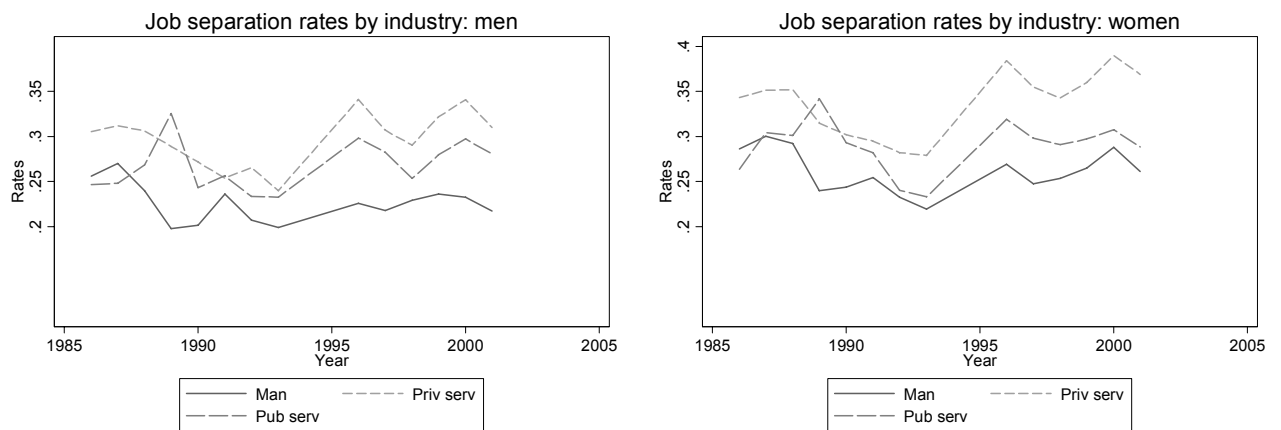 Job separation rates by industry: men
Rates
.35
.3
.25
.2
1985 1990 1995 2000 2005
Year
Man Priv serv
Pub serv
Job separation rates by industry: women
Rates
.4
.35
.3
.25
.2
1985 1990 1995 2000 2005
Year
Man Priv serv
Pub serv